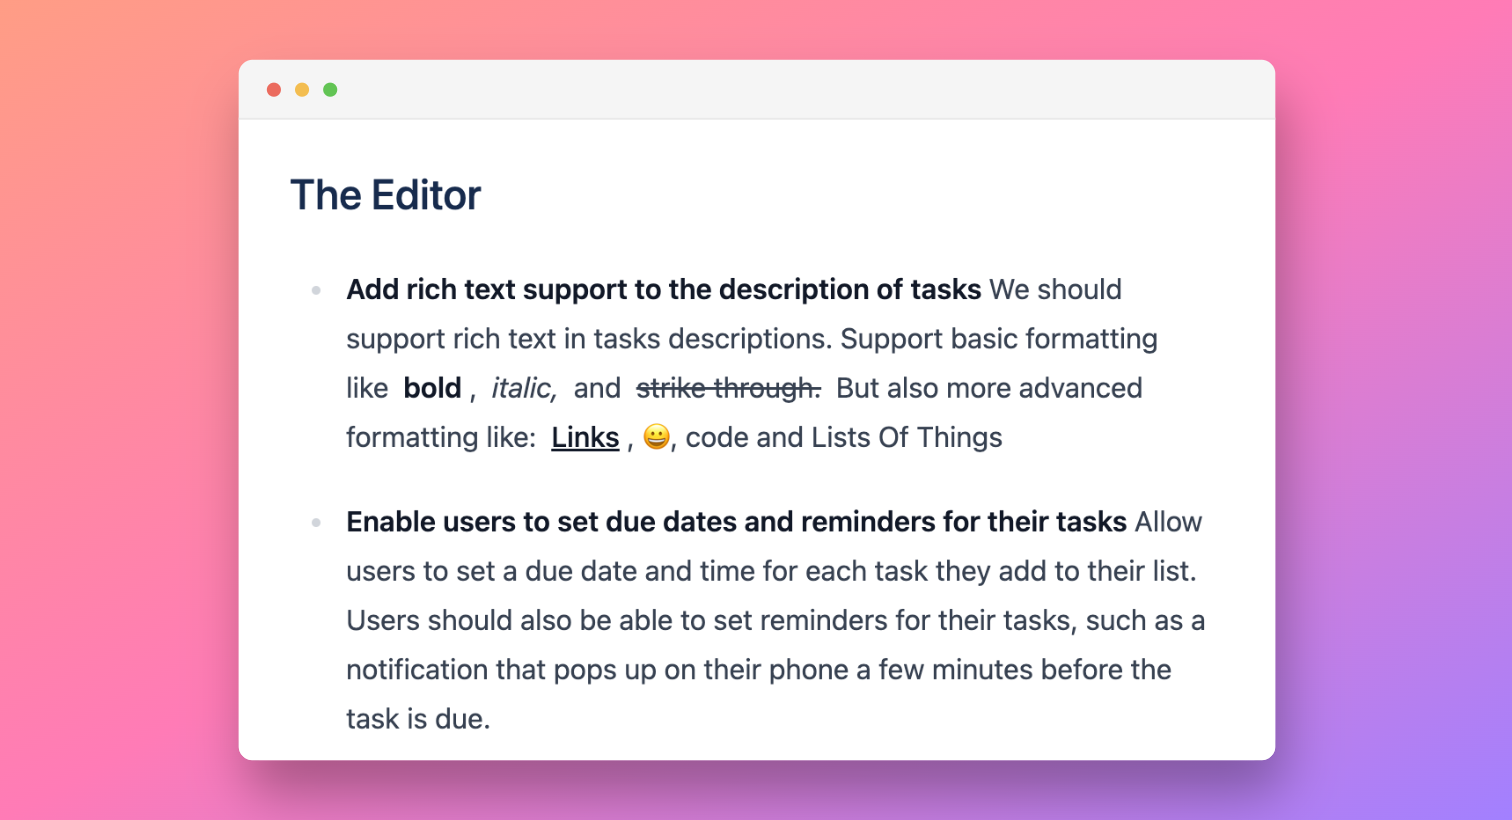 The Editor
Add rich text support to the description of tasks We should
support rich text in tasks descriptions. Support basic formatting
like bold , italic, and strike through. But also more advanced
formatting like: Links , 😀, code and Lists Of Things
Enable users to set due dates and reminders for their tasks Allow
users to set a due date and time for each task they add to their list.
Users should also be able to set reminders for their tasks, such as a
notification that pops up on their phone a few minutes before the
task is due.